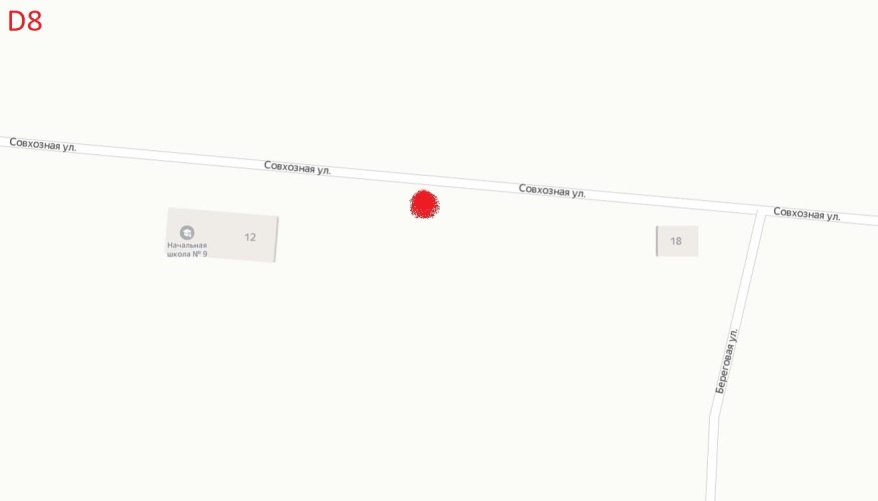 D8
Совхозная ул.
Совхозная ул.
Совхозная ул.
Совхозная ул.
12
Начальная
школа № 9
18
Береговая ул.